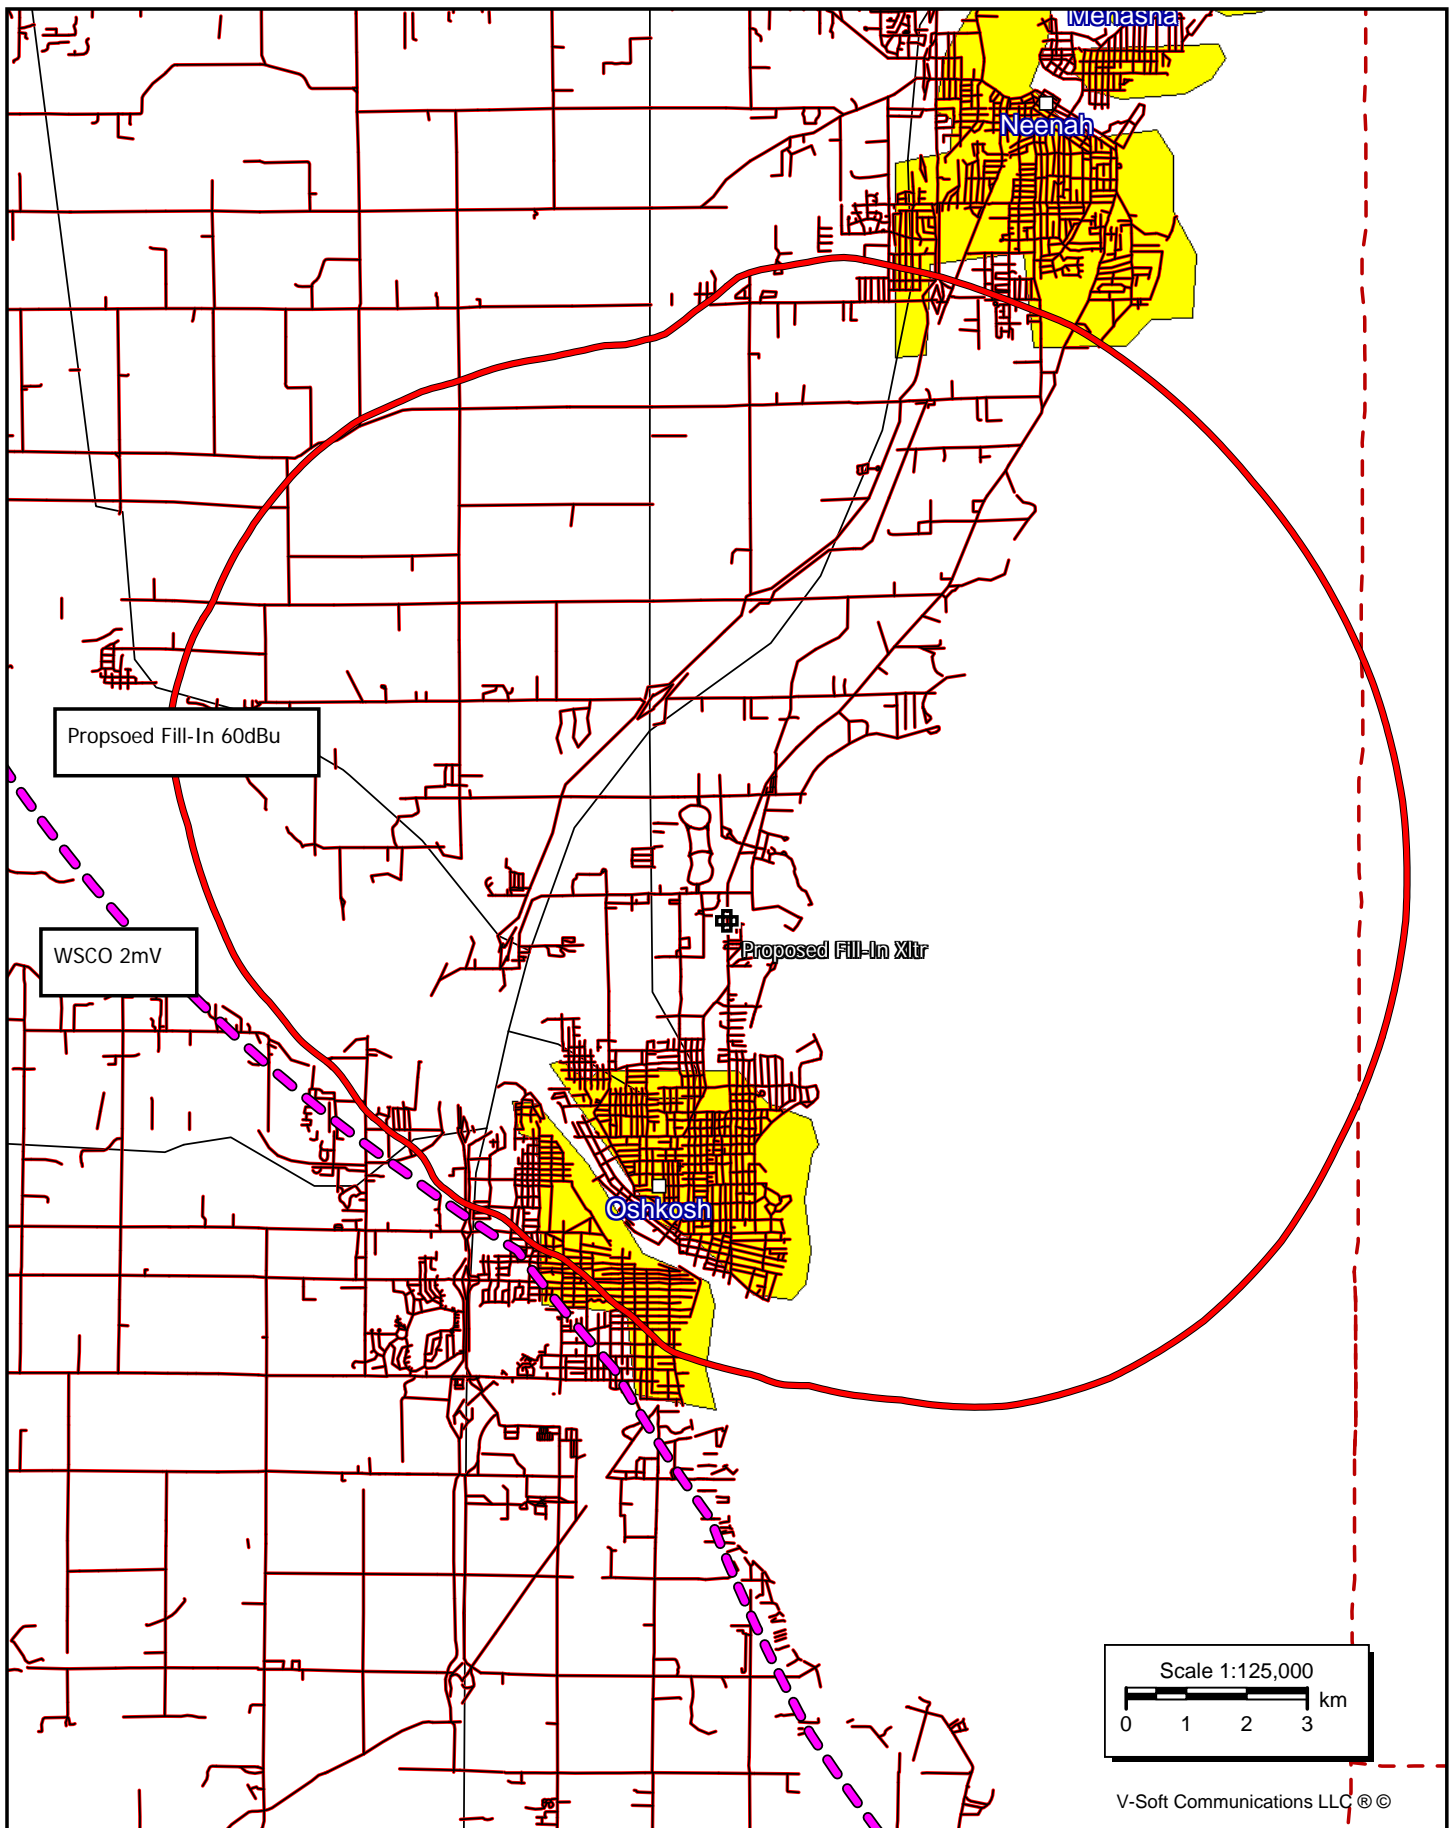 Menasha
Neenah
Propsoed Fill-In 60dBu
WSCO 2mV
Proposed Fill-In Xltr
Oshkosh
Scale 1:125,000
km
0 1 2 3
V-Soft Communications LLC ® ©